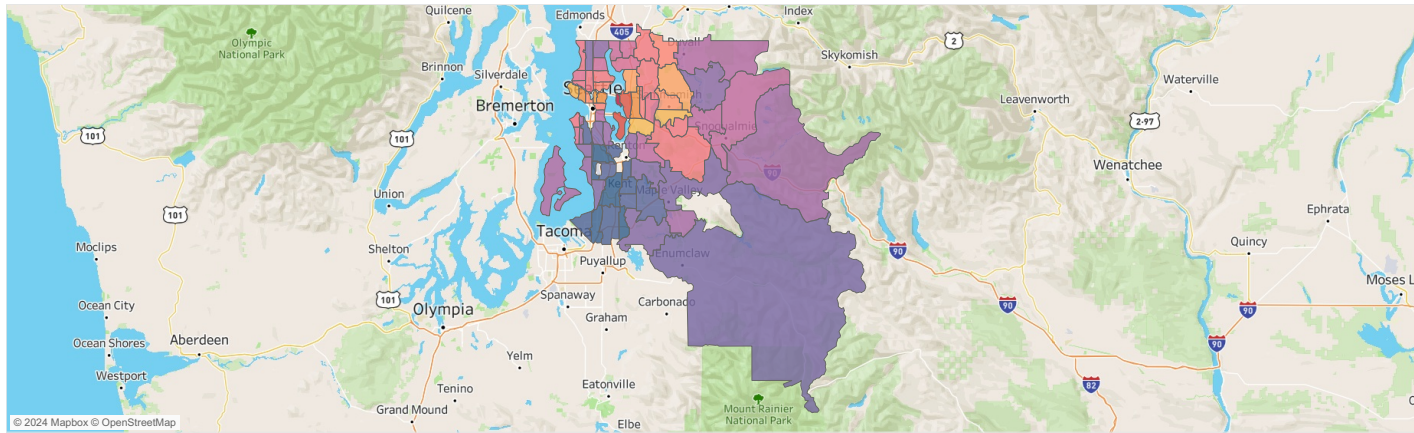 Quilcene
Edmonds
Index
405
2
Olympic
National Park
Duvall
Skykomish
Brinnon
Silverdale
Waterville
Bremerton
Leavenworth
101
101
2-97
Snoqualmie
Renton
90
Wenatchee
Union
Kent
Maple Valley
101
Ephrata
Moclips
Shelton
Tacoma
Quincy
90
Puyallup
Enumclaw
Moses L
101
Spanaway
Carbonado
90
90
Ocean City
Olympia
Graham
Aberdeen
Ocean Shores
90
Yelm
Westport
Eatonville
82
Tenino
Grand Mound
Mount Rainier
National Park
Elbe
© 2024 Mapbox © OpenStreetMap